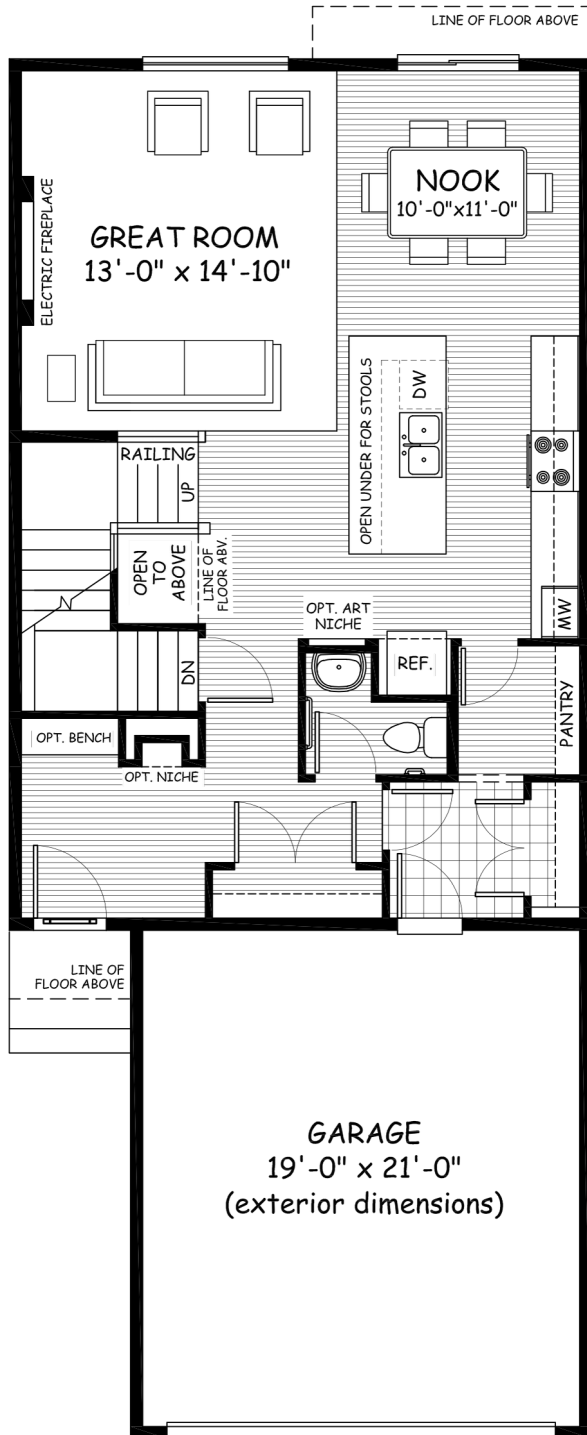 LINE OF FLOOR ABOVE
NOOK
10'-0"x11'-0"
ELECTRIC FIREPLACE
GREAT ROOM
13'-0" x 14'-10"
OPEN UNDER FOR STOOLS
DW
RAILING
UP
OPEN
TO
ABOVE
LINE OF
FLOOR ABV.
OPT. ART
NICHE
MW
DN
REF.
PANTRY
OPT. BENCH
OPT. NICHE
LINE OF
FLOOR ABOVE
GARAGE
19'-0" x 21'-0"
(exterior dimensions)